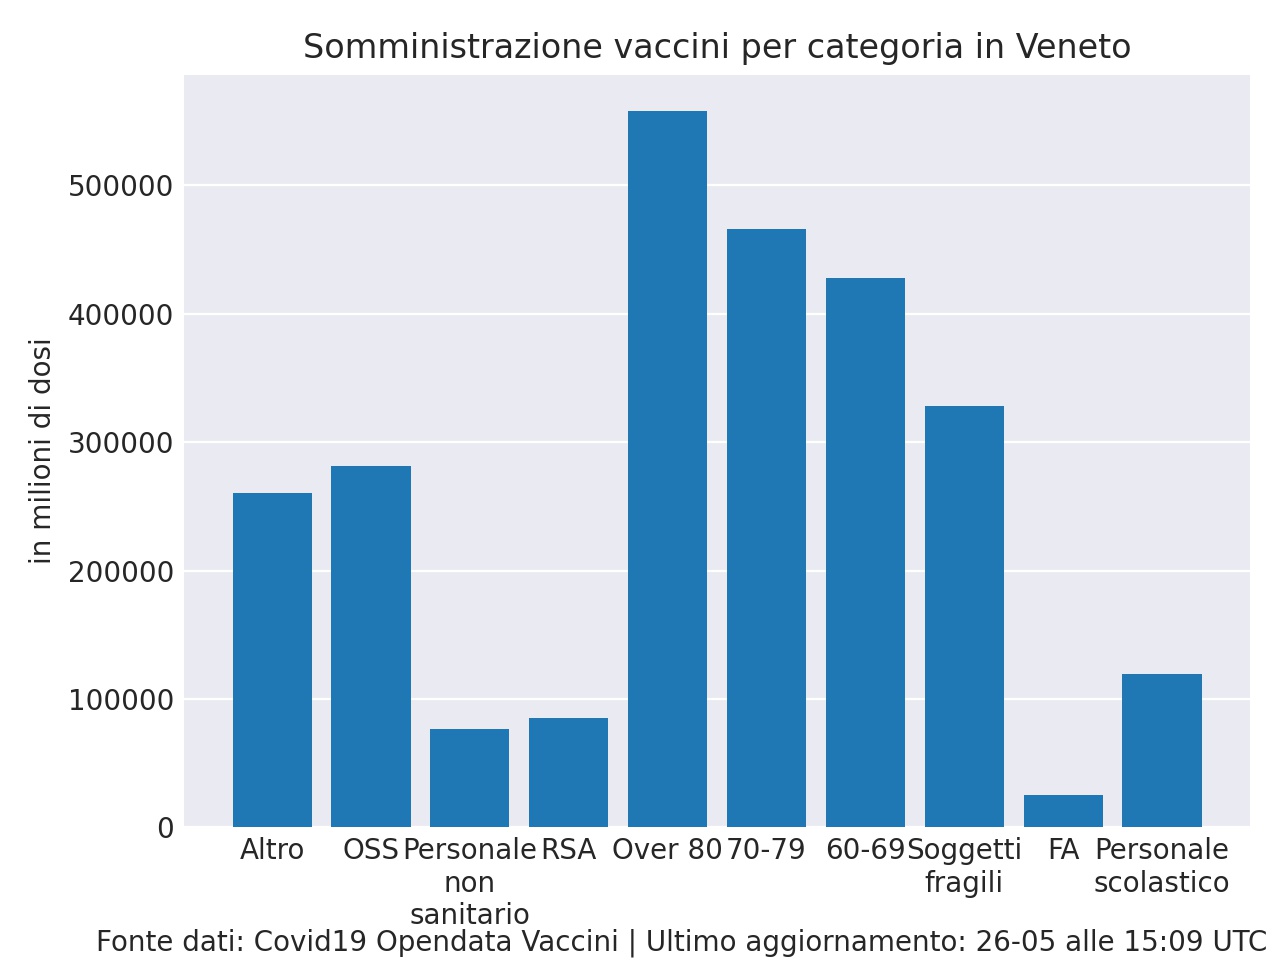 Somministrazione vaccini per categoria in Veneto
in milioni di dosi
500000
400000
300000
200000
100000
0
Altro OSS Personale RSA Over 80 70-79 60-69 Soggetti FA Personale
non fragili scolastico
sanitario
Fonte dati: Covid19 Opendata Vaccini | Ultimo aggiornamento: 26-05 alle 15:09 UTC